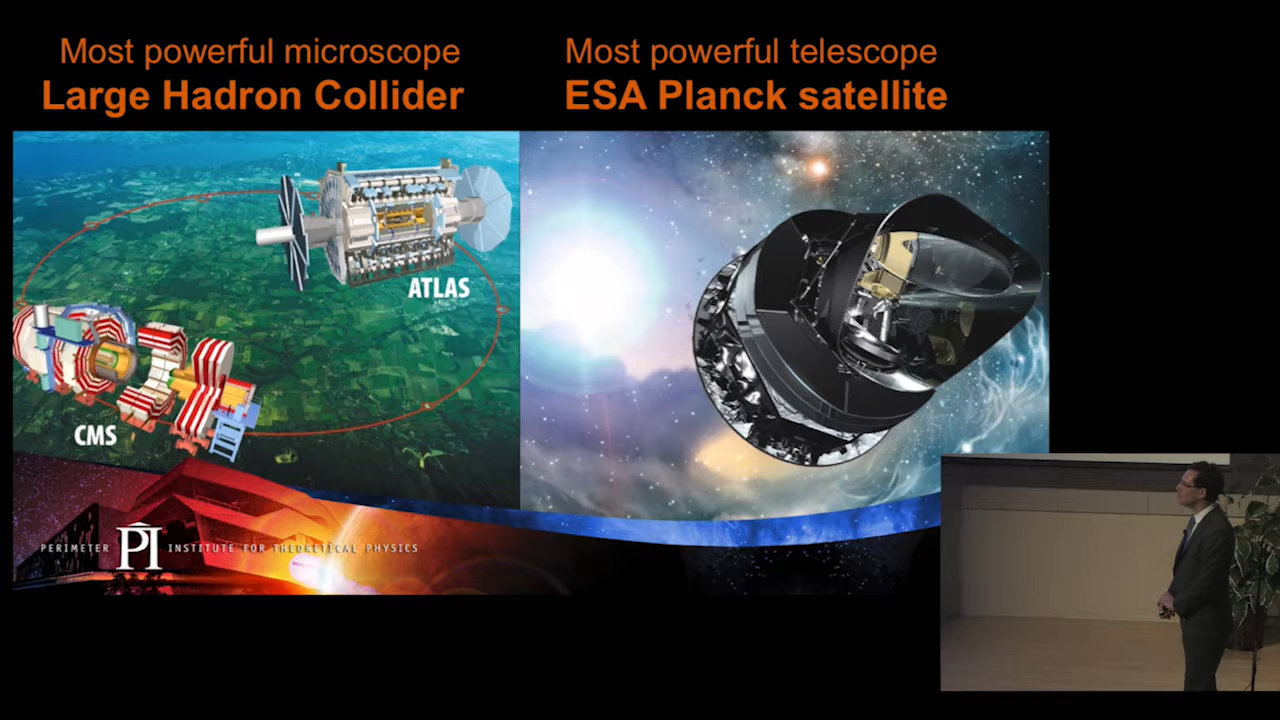 Most powerful microscope
Large Hadron Collider
Most powerful telescope
ESA Planck satellite
ATLAS
CMS
PERIMETER PI INSTITUTE FOR THEORETICAL PHYSICS